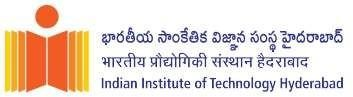 భారతీయ సాంకేతిక విజ్ఞాన సంస్థ హైదరాబాద్
भारतीय प्रौद्योगिकी संस्थान हैदराबाद
Indian Institute of Technology Hyderabad